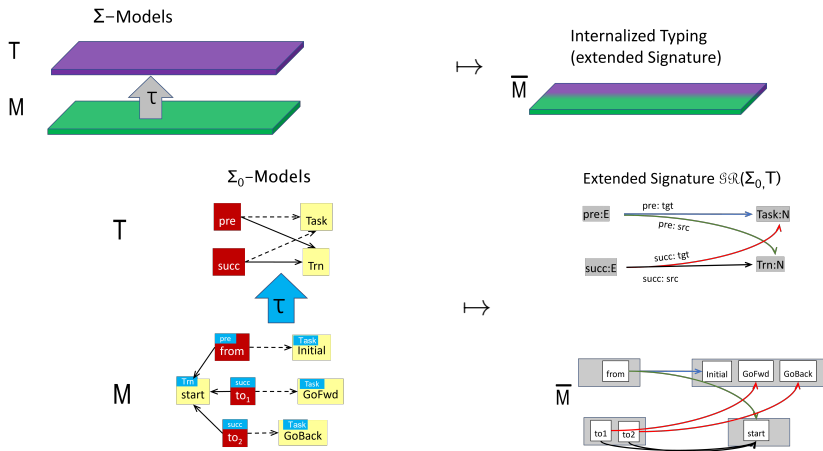 Σ-Models
T
τ
M
↦
Internalized Typing
(extended Signature)
M̅
Σ₀-Models
T
pre
Task
succ
Trn
τ
M
pre
from
Task
Initial
Trn
start
succ
to₁
Task
GoFwd
succ
to₂
Task
GoBack
↦
Extended Signature 𝒢ℛ(Σ₀,T)
pre:E
pre: tgt
Task:N
pre: src
succ:E
succ: tgt
Trn:N
succ: src
M̅
from
Initial
GoFwd
GoBack
to1
to2
start